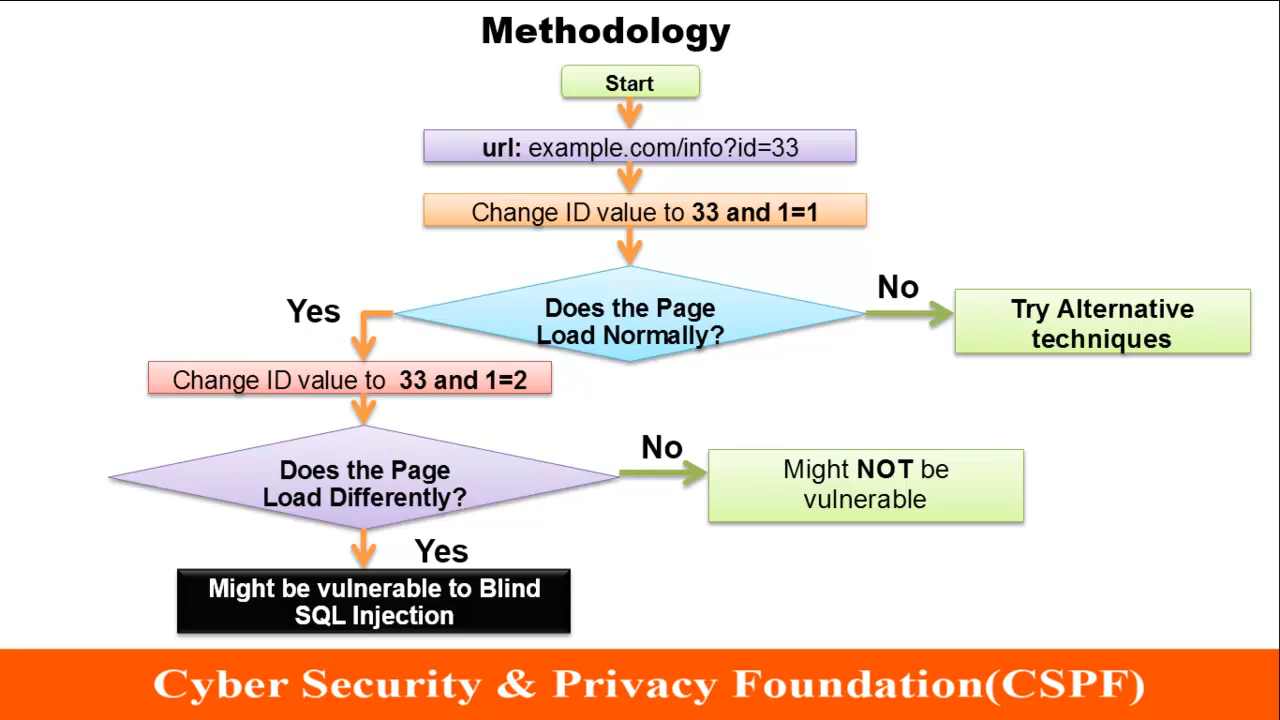 Methodology
Start
url: example.com/info?id=33
Change ID value to 33 and 1=1
Does the Page
Load Normally?
No
Try Alternative
techniques
Yes
Change ID value to 33 and 1=2
Does the Page
Load Differently?
No
Might NOT be
vulnerable
Yes
Might be vulnerable to Blind
SQL Injection
Cyber Security & Privacy Foundation(CSPF)